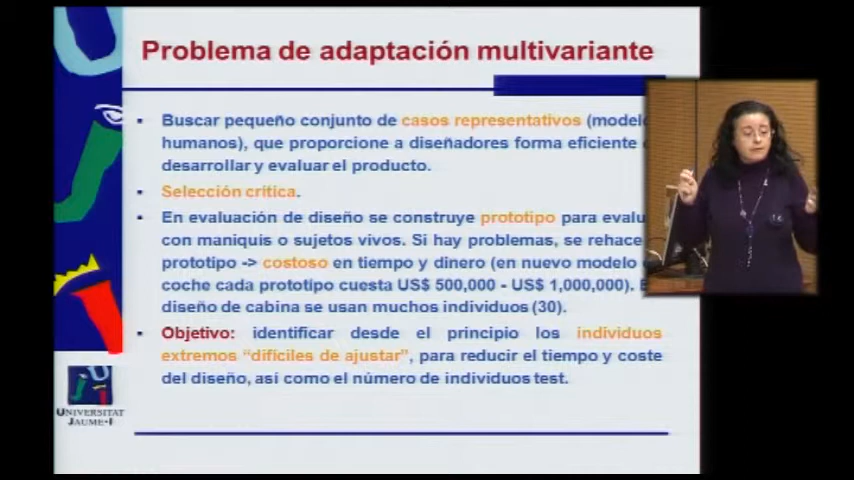 Problema de adaptación multivariante
▪ Buscar pequeño conjunto de casos representativos
humanos), que proporcione a diseñadores forma eficiente
desarrollar y evaluar el producto.
▪ Selección crítica.
▪ En evaluación de diseño se construye prototipo para
con maniquis o sujetos vivos. Si hay problemas, se rehace
prototipo -> costoso en tiempo y dinero (en nuevo modelo
coche cada prototipo cuesta US$ 500,000 - US$ 1,000,000).
diseño de cabina se usan muchos individuos (30).
▪ Objetivo: identificar desde el principio los individuos
extremos “difíciles de ajustar”, para reducir el tiempo y coste
del diseño, así como el número de individuos test.
UNIVERSITAT
JAUME·I